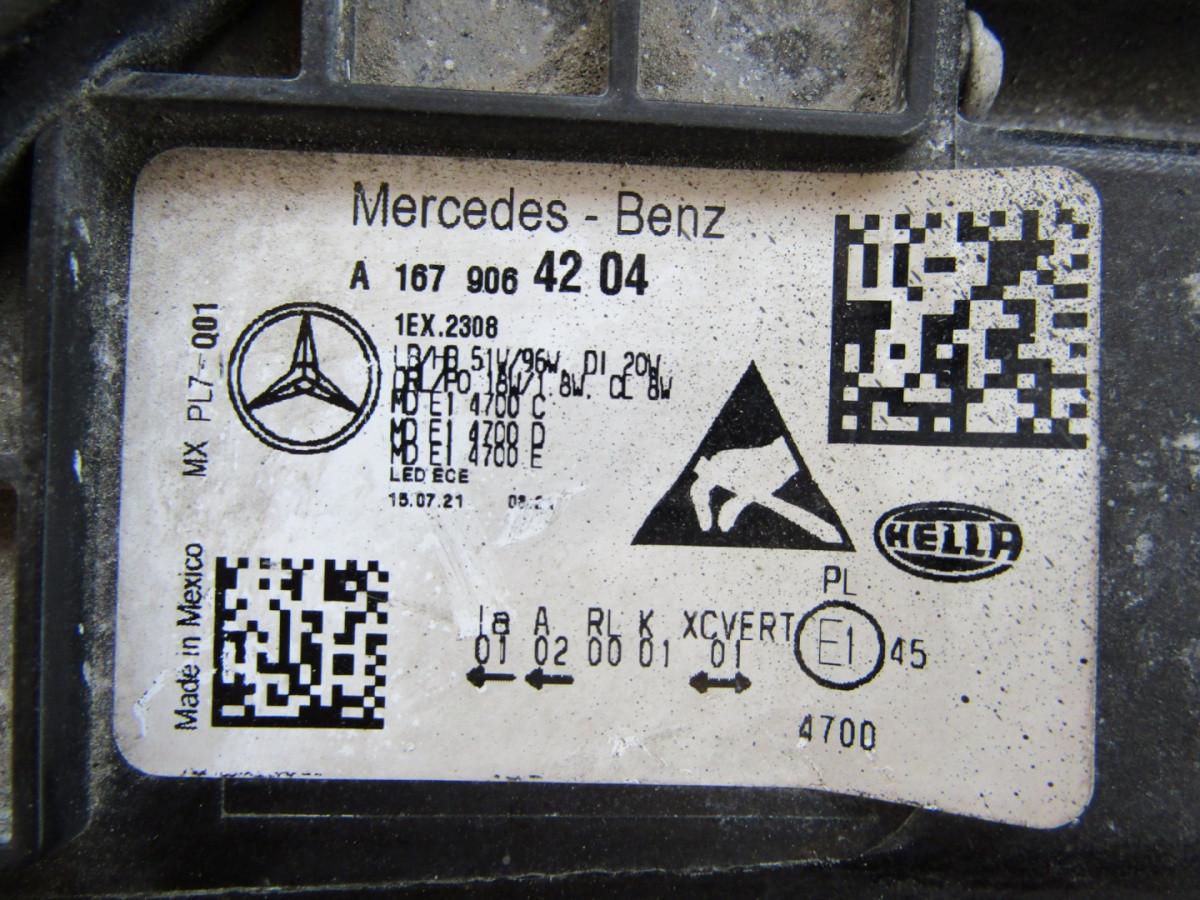 Mercedes - Benz
A 167 906 42 04
1EX.2308
LB/HB 51W/96W, DI 20W
DRL/PO 18W/1.8W, CL 8W
MD E1 4700 C
MD E1 4700 D
MD E1 4700 E
LED ECE
15.07.21
MX PL7-Q01
Made in Mexico
HELLA
PL
Ia A RL K XCVERT E1 45
01 02 00 01 01
4700